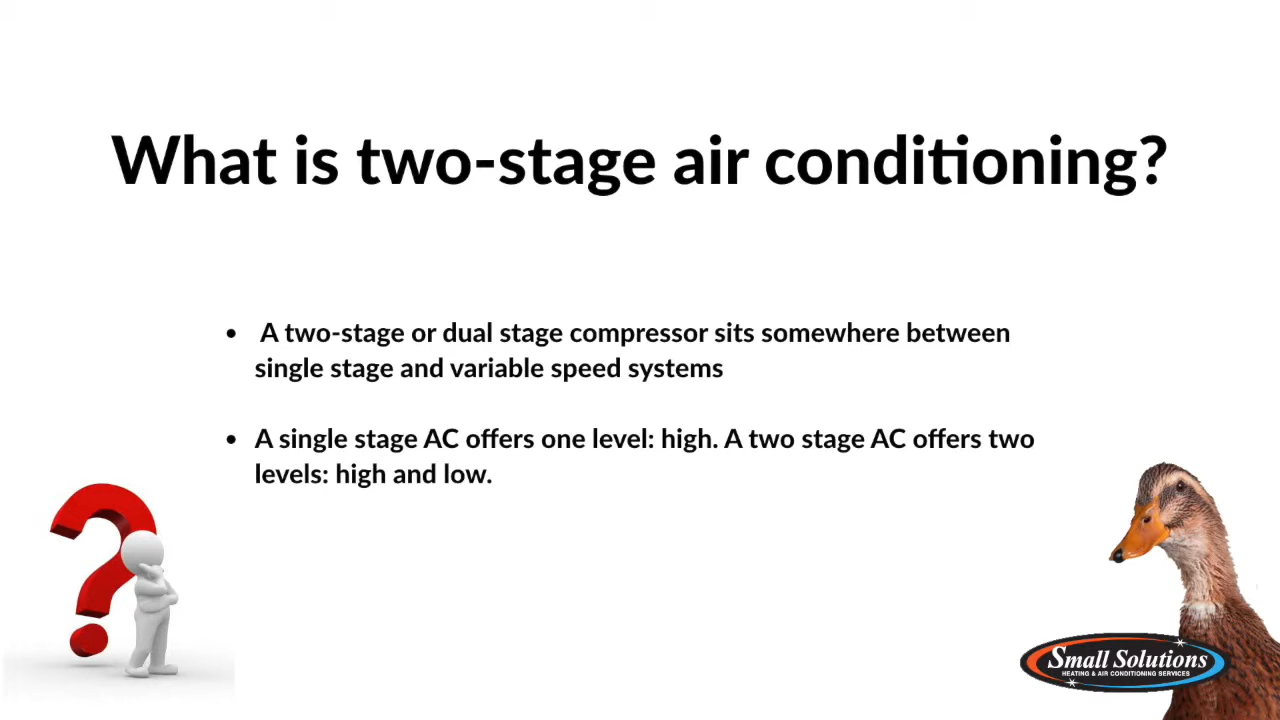 What is two-stage air conditioning?
• A two-stage or dual stage compressor sits somewhere between
single stage and variable speed systems
• A single stage AC offers one level: high. A two stage AC offers two
levels: high and low.
?
Small Solutions
HEATING & AIR CONDITIONING SERVICES